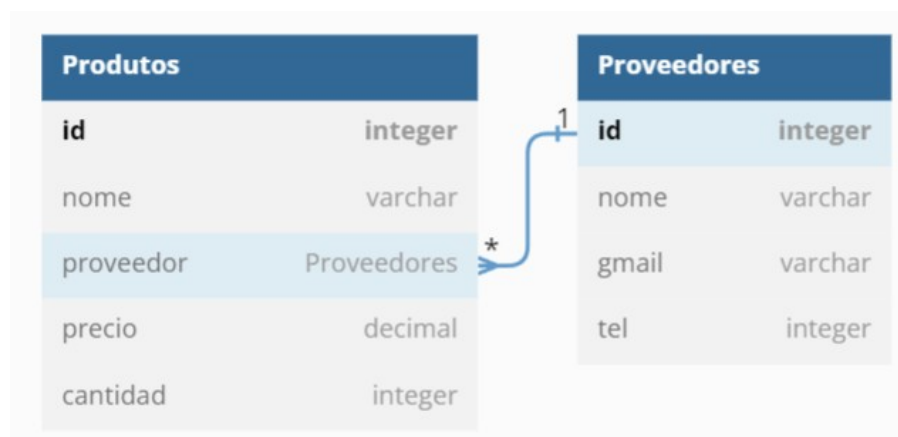 Produtos
id integer
nome varchar
proveedor Proveedores
precio decimal
cantidad integer
*
1
Proveedores
id integer
nome varchar
gmail varchar
tel integer